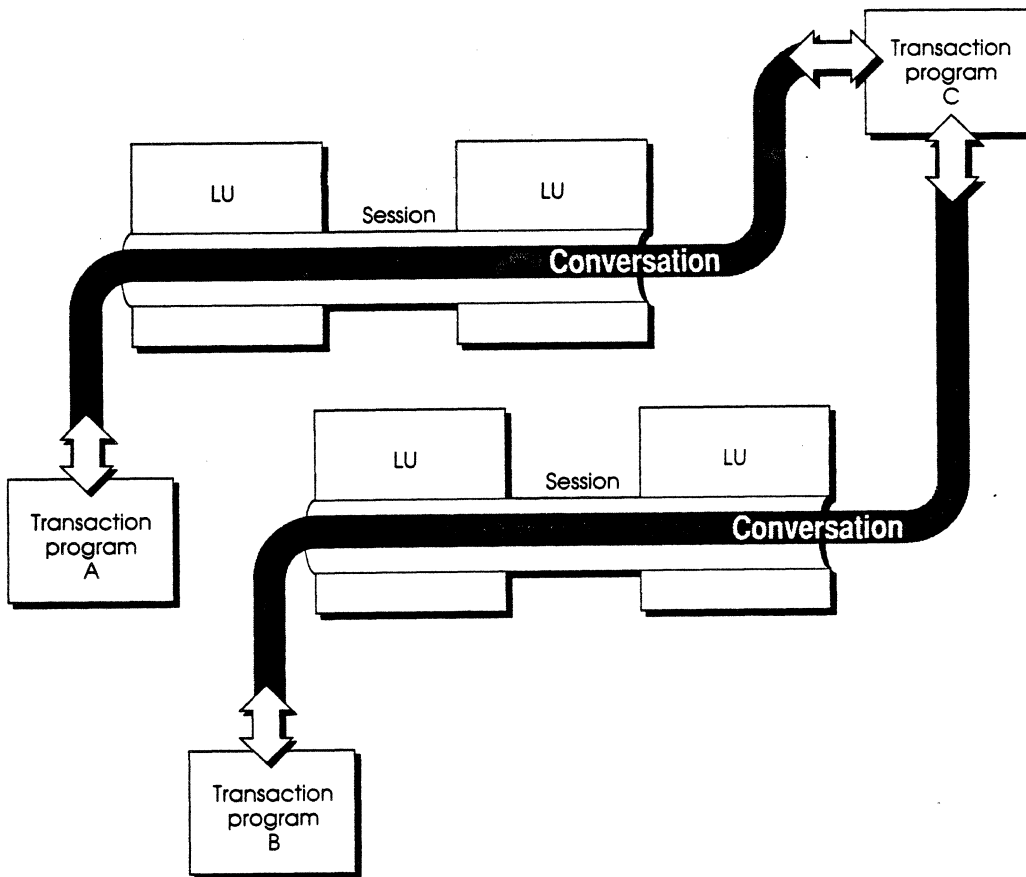 Transaction
program
C
LU
LU
Session
Conversation
LU
LU
Session
Conversation
Transaction
program
A
Transaction
program
B